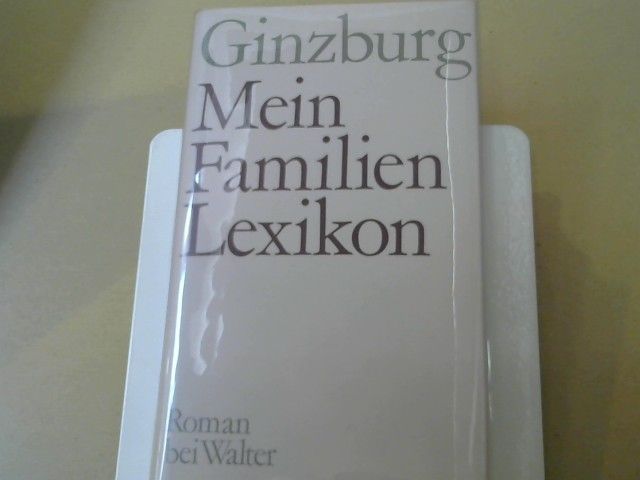 Ginzburg
Mein
Familien
Lexikon
Roman
bei Walter